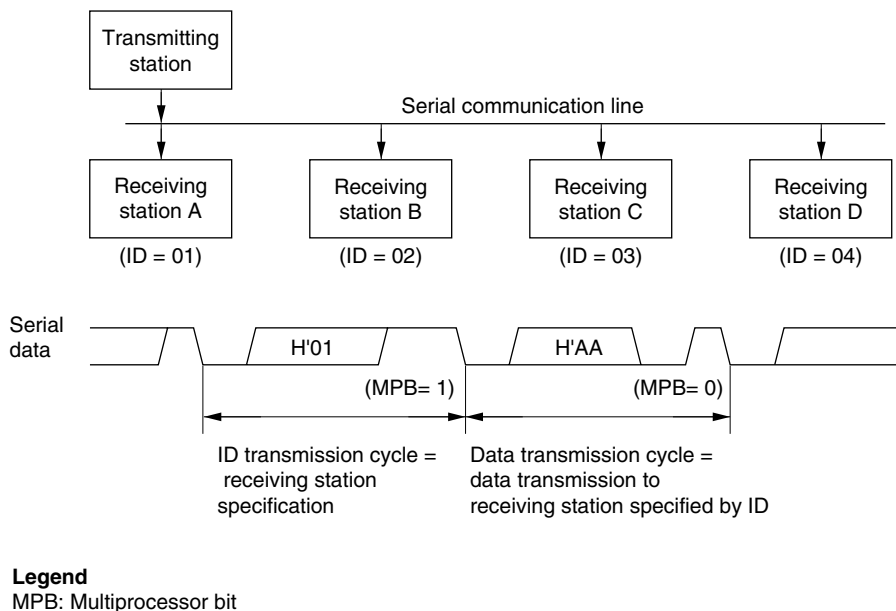 Transmitting
station
Serial communication line
Receiving
station A
Receiving
station B
Receiving
station C
Receiving
station D
(ID = 01)
(ID = 02)
(ID = 03)
(ID = 04)
Serial
data
H'01
H'AA
(MPB= 1)
(MPB= 0)
ID transmission cycle =
receiving station
specification
Data transmission cycle =
data transmission to
receiving station specified by ID
Legend
MPB: Multiprocessor bit